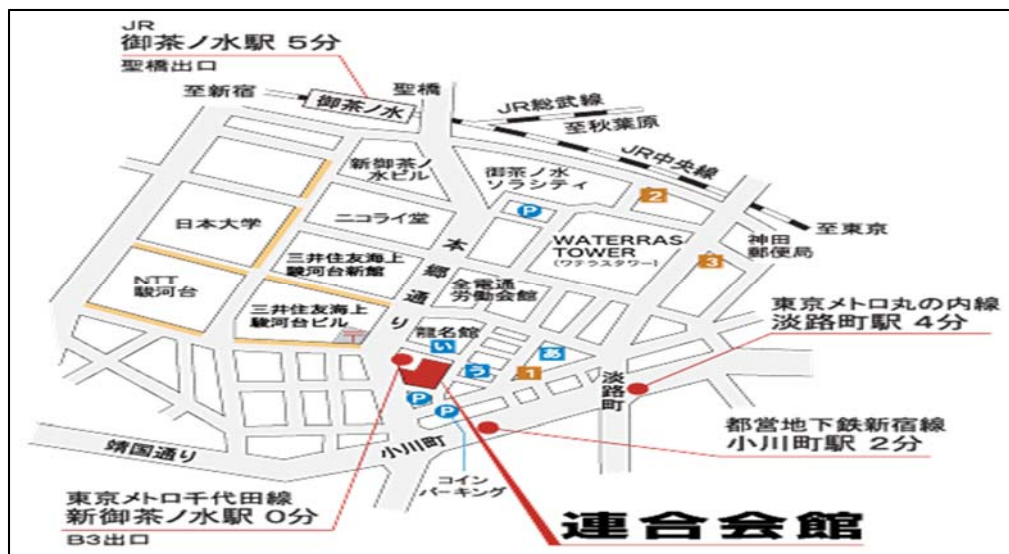 JR
御茶ノ水駅 5分
聖橋出口
至新宿
御茶ノ水
聖橋
JR総武線
至秋葉原
JR中央線
至東京
新御茶ノ
水ビル
御茶ノ水
ソラシティ
2
P
日本大学
ニコライ堂
本郷通り
WATERRAS
TOWER
(ワテラスタワー)
神田
郵便局
3
NTT
駿河台
三井住友海上
駿河台新館
全電通
労働会館
三井住友海上
駿河台ビル
〒
龍名館
い
う
あ
1
東京メトロ丸の内線
淡路町駅 4分
淡路町
P
P
都営地下鉄新宿線
小川町駅 2分
靖国通り
小川町
コイン
パーキング
東京メトロ千代田線
新御茶ノ水駅 0分
B3出口
連合会館